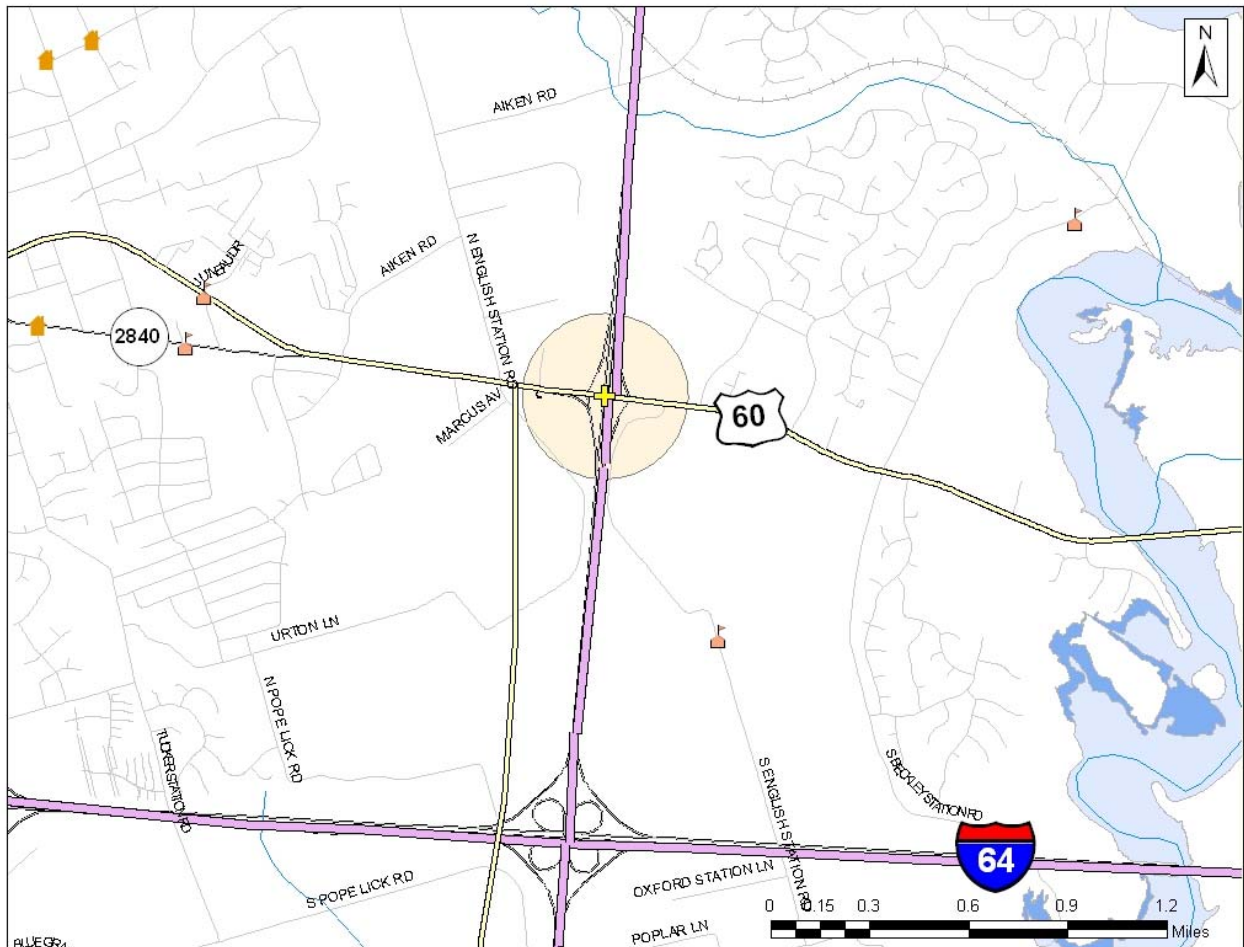 N
AIKEN RD
JUNEAU DR
AIKEN RD
N ENGLISH STATION RD
2840
MARCUS AV
60
URTON LN
N POPE LICK RD
TUCKER STATION RD
S ENGLISH STATION RD
S BECKLEY STATION RD
64
S POPE LICK RD
OXFORD STATION LN
POPLAR LN
0 0.15 0.3 0.6 0.9 1.2
Miles